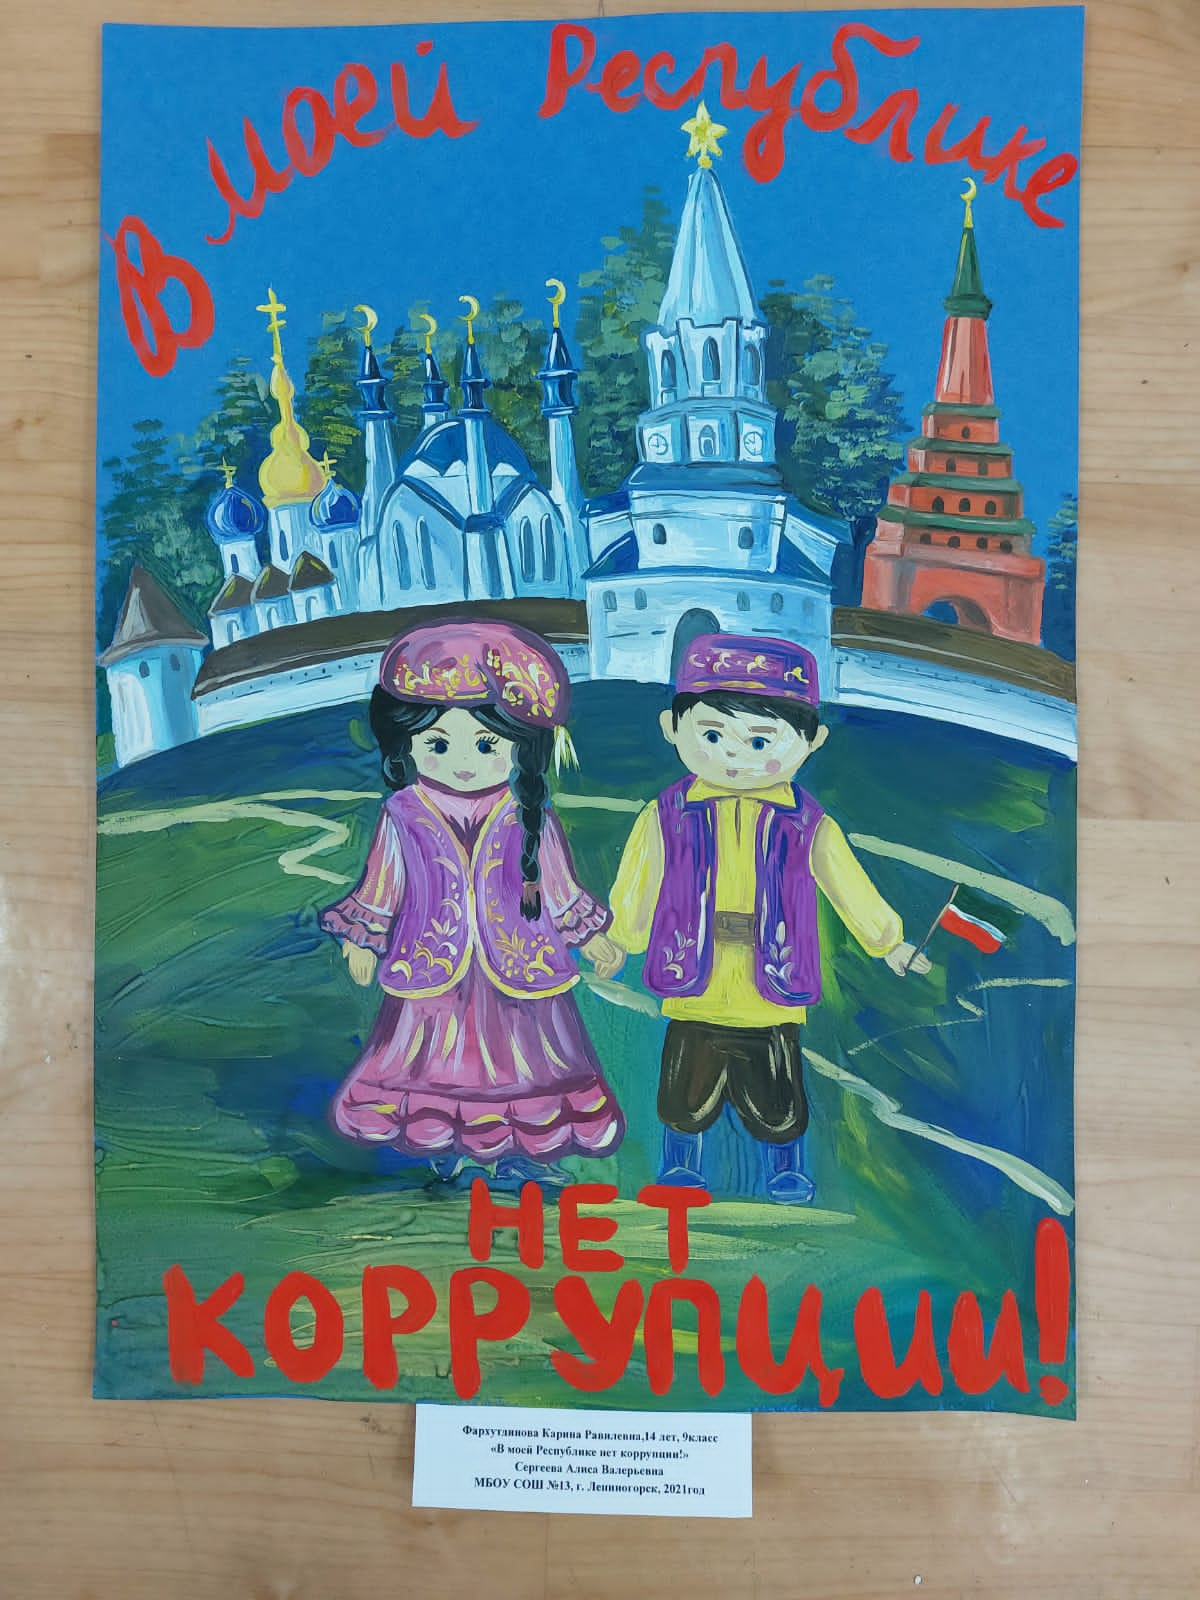 В моей Республике
НЕТ
КОРРУПЦИИ!
Фархутдинова Карина Равилевна,14 лет, 9класс
«В моей Республике нет коррупции!»
Сергеева Алиса Валерьевна
МБОУ СОШ №13, г. Лениногорск, 2021год